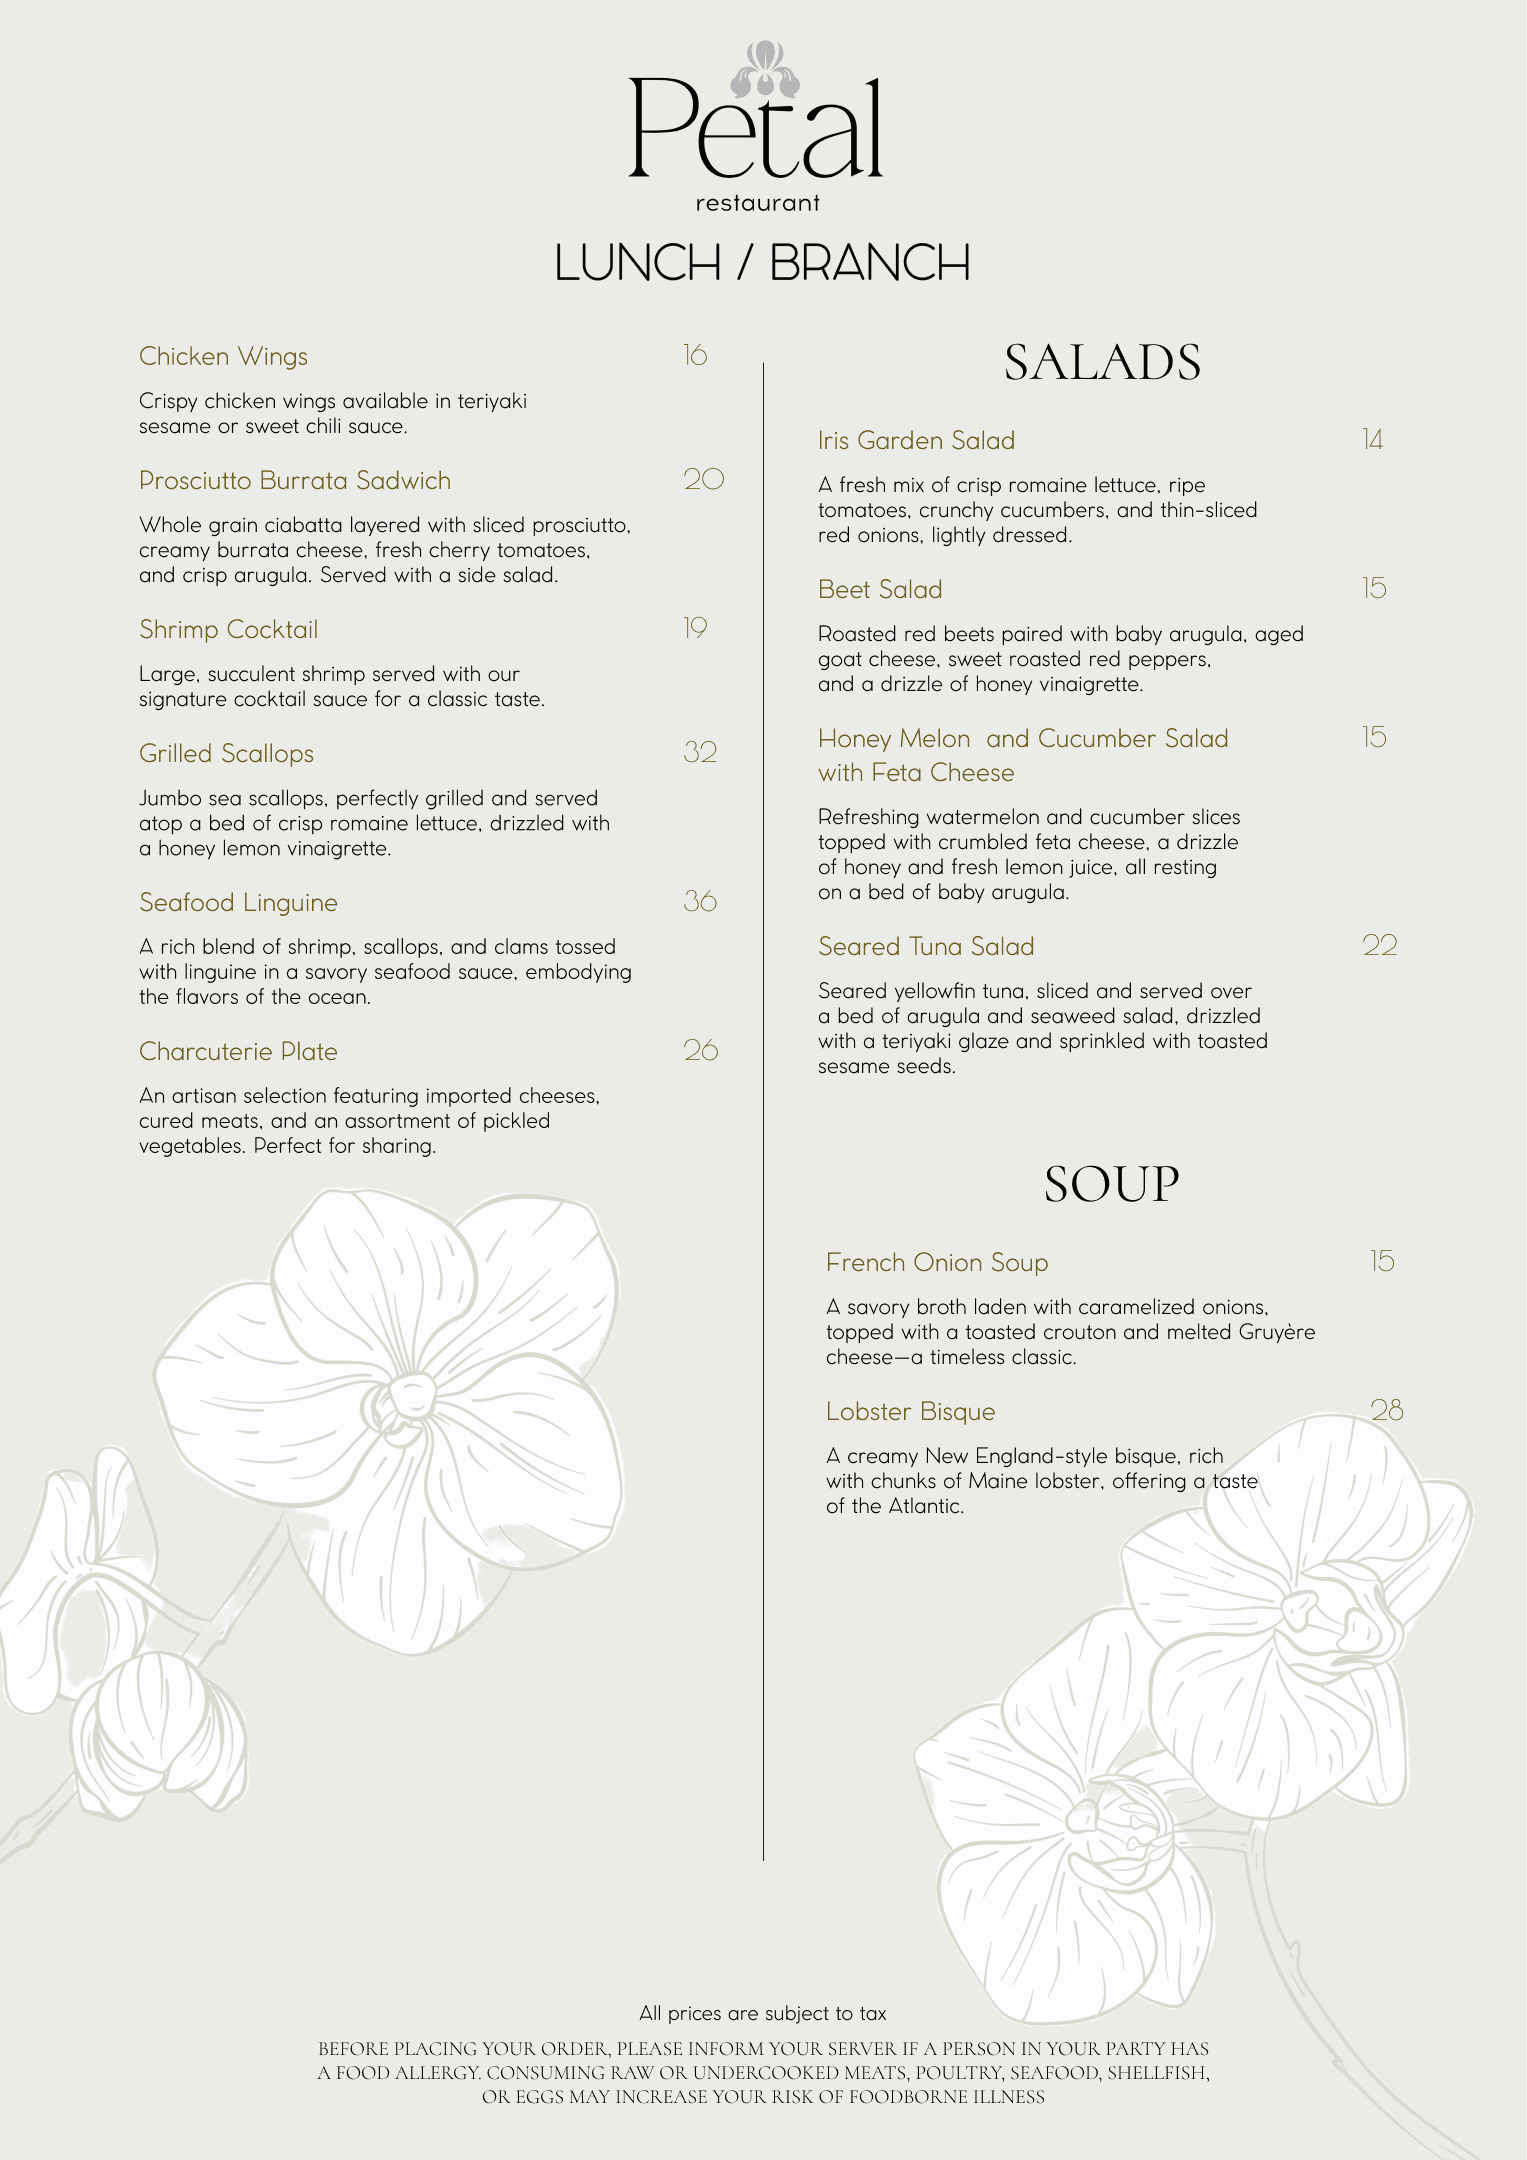 Petal
restaurant
LUNCH / BRANCH
Chicken Wings 16
Crispy chicken wings available in teriyaki
sesame or sweet chili sauce.
Prosciutto Burrata Sadwich 20
Whole grain ciabatta layered with sliced prosciutto,
creamy burrata cheese, fresh cherry tomatoes,
and crisp arugula. Served with a side salad.
Shrimp Cocktail 19
Large, succulent shrimp served with our
signature cocktail sauce for a classic taste.
Grilled Scallops 32
Jumbo sea scallops, perfectly grilled and served
atop a bed of crisp romaine lettuce, drizzled with
a honey lemon vinaigrette.
Seafood Linguine 36
A rich blend of shrimp, scallops, and clams tossed
with linguine in a savory seafood sauce, embodying
the flavors of the ocean.
Charcuterie Plate 26
An artisan selection featuring imported cheeses,
cured meats, and an assortment of pickled
vegetables. Perfect for sharing.
SALADS
Iris Garden Salad 14
A fresh mix of crisp romaine lettuce, ripe
tomatoes, crunchy cucumbers, and thin-sliced
red onions, lightly dressed.
Beet Salad 15
Roasted red beets paired with baby arugula, aged
goat cheese, sweet roasted red peppers,
and a drizzle of honey vinaigrette.
Honey Melon and Cucumber Salad 15
with Feta Cheese
Refreshing watermelon and cucumber slices
topped with crumbled feta cheese, a drizzle
of honey and fresh lemon juice, all resting
on a bed of baby arugula.
Seared Tuna Salad 22
Seared yellowfin tuna, sliced and served over
a bed of arugula and seaweed salad, drizzled
with a teriyaki glaze and sprinkled with toasted
sesame seeds.
SOUP
French Onion Soup 15
A savory broth laden with caramelized onions,
topped with a toasted crouton and melted Gruyère
cheese—a timeless classic.
Lobster Bisque 28
A creamy New England-style bisque, rich
with chunks of Maine lobster, offering a taste
of the Atlantic.
All prices are subject to tax
BEFORE PLACING YOUR ORDER, PLEASE INFORM YOUR SERVER IF A PERSON IN YOUR PARTY HAS
A FOOD ALLERGY. CONSUMING RAW OR UNDERCOOKED MEATS, POULTRY, SEAFOOD, SHELLFISH,
OR EGGS MAY INCREASE YOUR RISK OF FOODBORNE ILLNESS